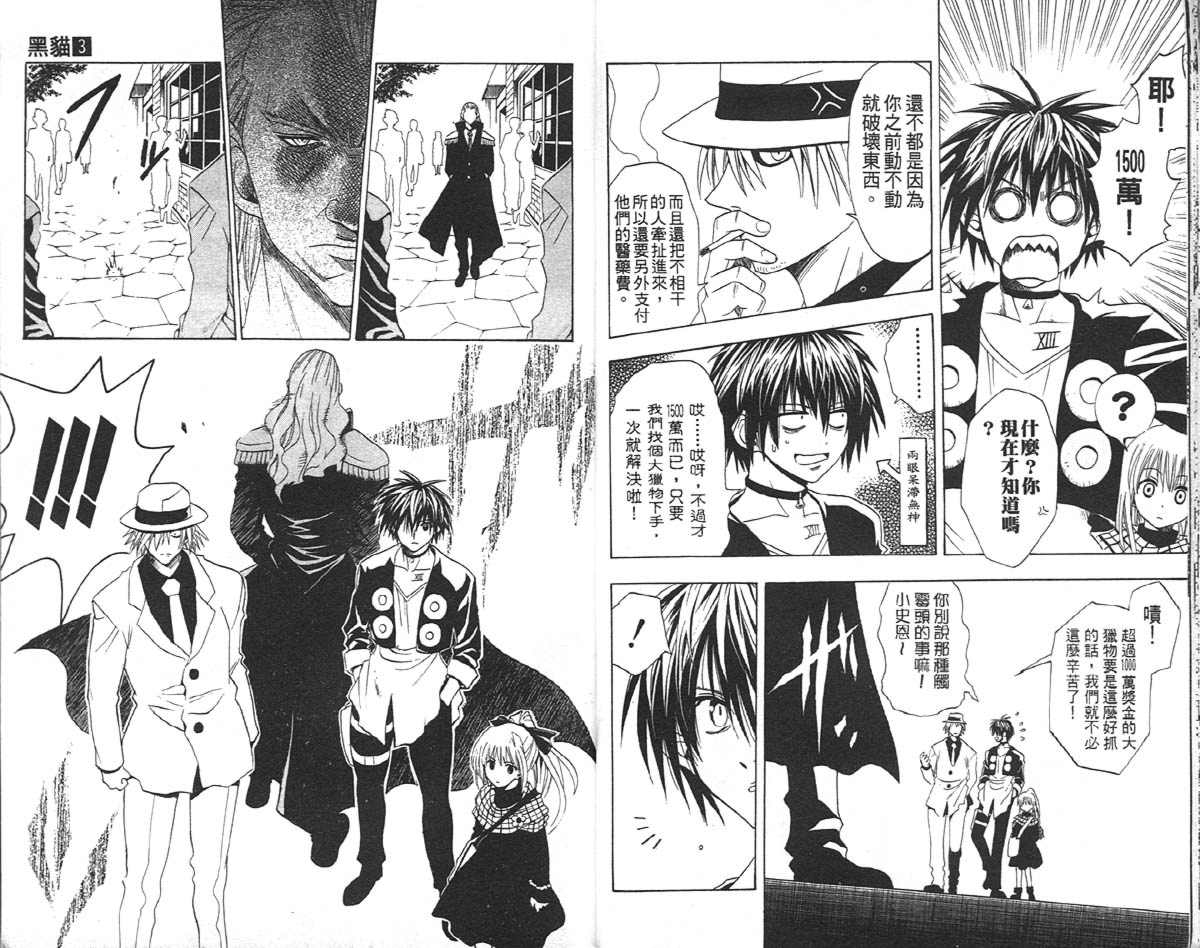 耶！
1500
萬！
XIII
？
什麼？你
現在才知道嗎
？
還不都是因為
你之前動不動
就破壞東西。
而且還把不相干
的人牽扯進來，
所以還要另外支付
他們的醫藥費。
…………
兩眼呆滯無神
哎………哎呀，不過才
1500萬而已，只要
我們找個大獵物下手，
一次就解決啦！
XIII
嘖！
超過1000萬獎金的大
獵物要是這麼好抓
的話，我們就不必
這麼辛苦了！
你別說那種觸
霉頭的事嘛！
小史恩～
！
黑貓3
!!!